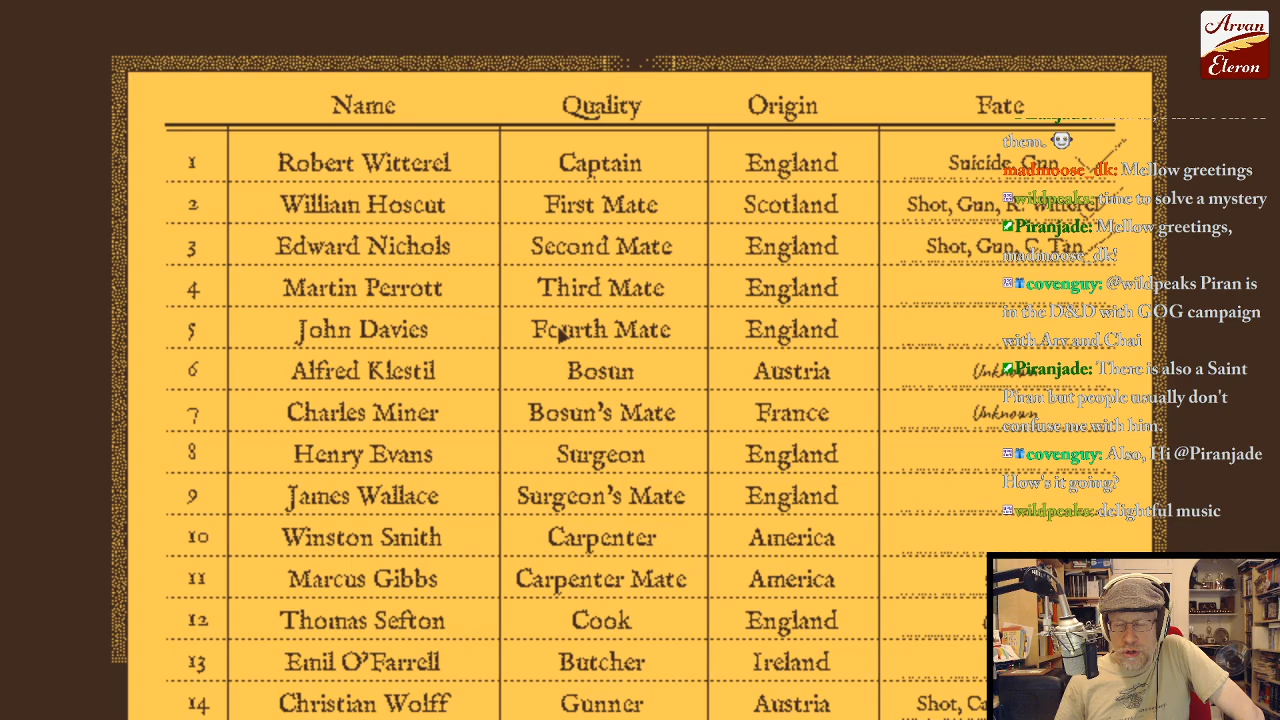 Arvan
Eleron
Name Quality Origin Fate
1 Robert Witterel Captain England Suicide, Gun
2 William Hoscut First Mate Scotland Shot, Gun,
3 Edward Nichols Second Mate England Shot, Gun, C. Tan
4 Martin Perrott Third Mate England
5 John Davies Fourth Mate England
6 Alfred Klestil Bosun Austria Unknown
7 Charles Miner Bosun's Mate France Unknown
8 Henry Evans Surgeon England
9 James Wallace Surgeon's Mate England
10 Winston Smith Carpenter America
11 Marcus Gibbs Carpenter Mate America
12 Thomas Sefton Cook England
13 Emil O'Farrell Butcher Ireland
14 Christian Wolff Gunner Austria Shot,
them.
madmoose_dk: Mellow greetings
wildpeaks: time to solve a mystery
Piranjade: Mellow greetings,
madmoose_dk!
covenguy: @wildpeaks Piran is
in the D&D with GOG campaign
with Arv and Chai
Piranjade: There is also a Saint
Piran but people usually don't
confuse me with him.
covenguy: Also, Hi @Piranjade
How's it going?
wildpeaks: delightful music